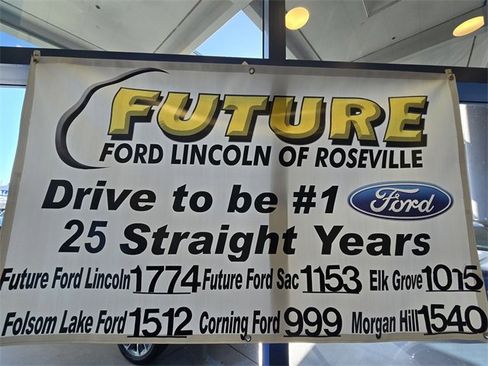 FUTURE
FORD LINCOLN OF ROSEVILLE
Drive to be #1 Ford
25 Straight Years
Future Ford Lincoln 1774 Future Ford Sac 1153 Elk Grove 1015
Folsom Lake Ford 1512 Corning Ford 999 Morgan Hill 1540